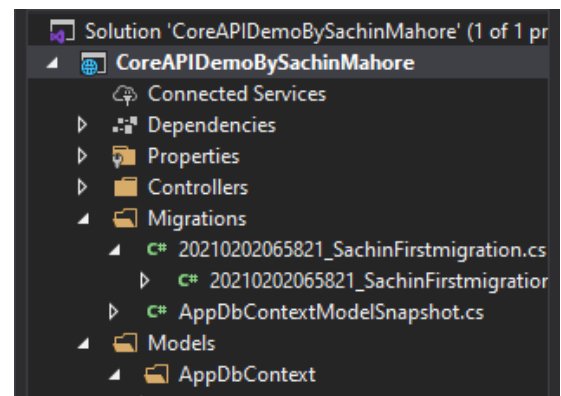 Solution 'CoreAPIDemoBySachinMahore' (1 of 1 pr
CoreAPIDemoBySachinMahore
Connected Services
Dependencies
Properties
Controllers
Migrations
C# 20210202065821_SachinFirstmigration.cs
C# 20210202065821_SachinFirstmigration
C# AppDbContextModelSnapshot.cs
Models
AppDbContext